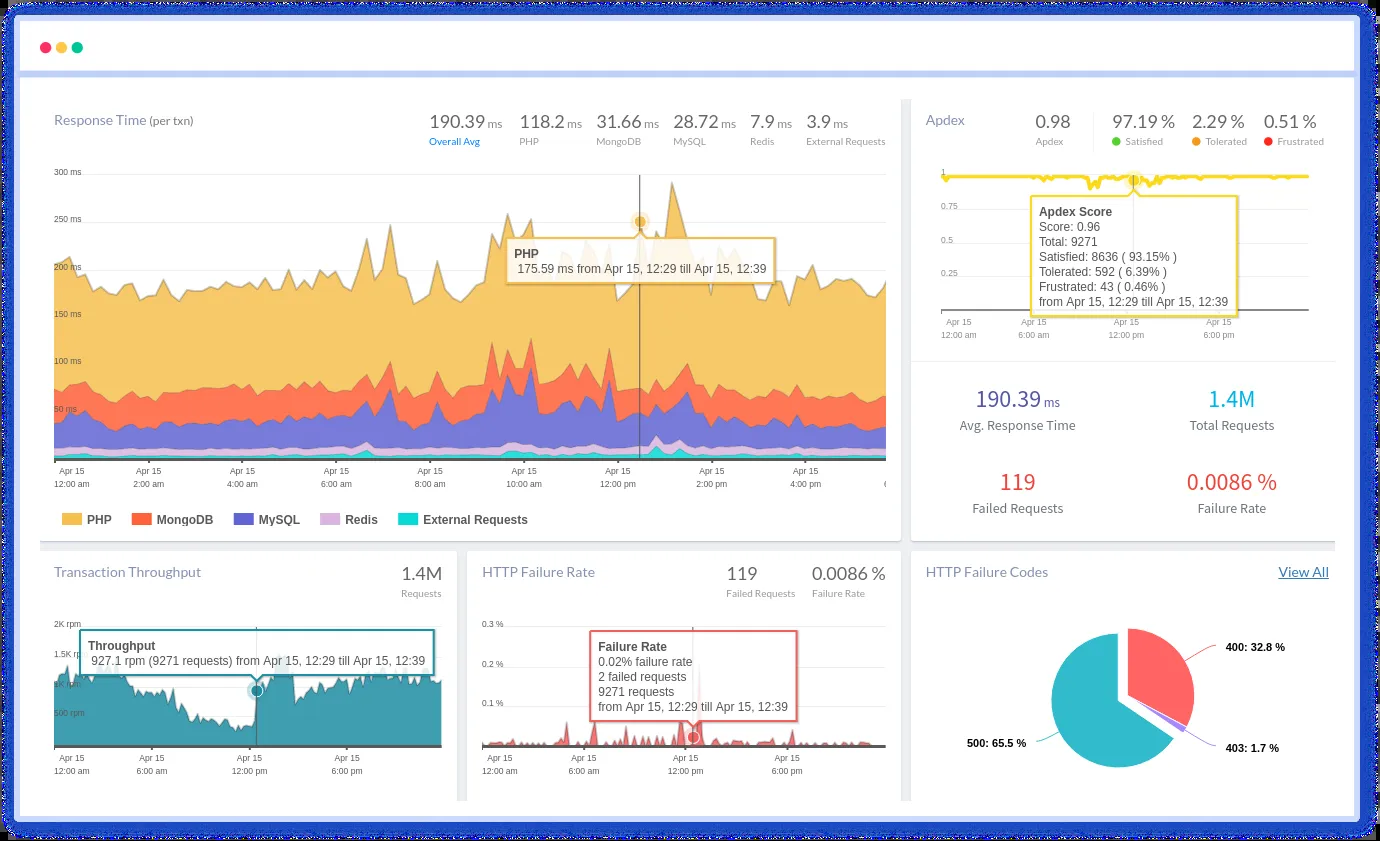 Response Time (per txn)
190.39 ms
Overall Avg
118.2 ms
PHP
31.66 ms
MongoDB
28.72 ms
MySQL
7.9 ms
Redis
3.9 ms
External Requests
300 ms
250 ms
200 ms
150 ms
100 ms
50 ms
PHP
175.59 ms from Apr 15, 12:29 till Apr 15, 12:39
Apr 15 Apr 15 Apr 15 Apr 15 Apr 15 Apr 15 Apr 15 Apr 15 Apr 15
12:00 am 2:00 am 4:00 am 6:00 am 8:00 am 10:00 am 12:00 pm 2:00 pm 4:00 pm
PHP MongoDB MySQL Redis External Requests
Apdex
0.98
Apdex
97.19 %
Satisfied
2.29 %
Tolerated
0.51 %
Frustrated
1
0.75
0.5
0.25
Apdex Score
Score: 0.96
Total: 9271
Satisfied: 8636 ( 93.15% )
Tolerated: 592 ( 6.39% )
Frustrated: 43 ( 0.46% )
from Apr 15, 12:29 till Apr 15, 12:39
Apr 15 Apr 15 Apr 15 Apr 15
12:00 am 6:00 am 12:00 pm 6:00 pm
190.39 ms
Avg. Response Time
1.4M
Total Requests
119
Failed Requests
0.0086 %
Failure Rate
Transaction Throughput
1.4M
Requests
2K rpm
1.5K rpm
1K rpm
500 rpm
Throughput
927.1 rpm (9271 requests) from Apr 15, 12:29 till Apr 15, 12:39
Apr 15 Apr 15 Apr 15 Apr 15
12:00 am 6:00 am 12:00 pm 6:00 pm
HTTP Failure Rate
119
Failed Requests
0.0086 %
Failure Rate
0.3 %
0.2 %
0.1 %
Failure Rate
0.02% failure rate
2 failed requests
9271 requests
from Apr 15, 12:29 till Apr 15, 12:39
Apr 15 Apr 15 Apr 15 Apr 15
12:00 am 6:00 am 12:00 pm 6:00 pm
HTTP Failure Codes
View All
400: 32.8 %
500: 65.5 %
403: 1.7 %